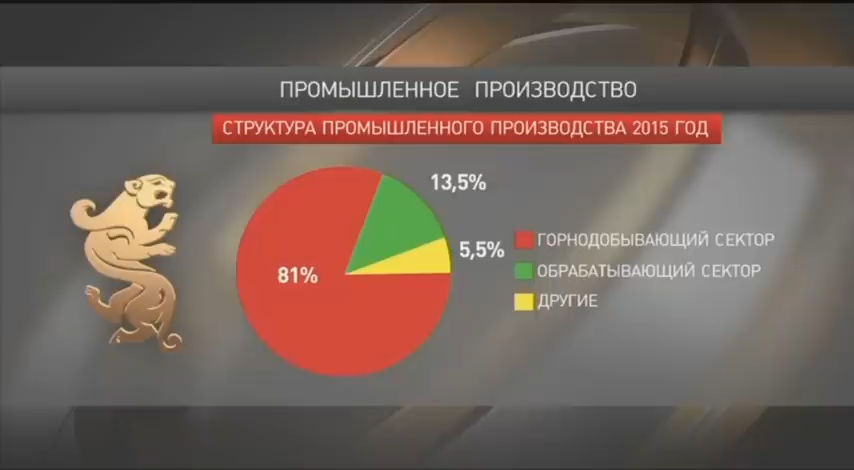 ПРОМЫШЛЕННОЕ ПРОИЗВОДСТВО
СТРУКТУРА ПРОМЫШЛЕННОГО ПРОИЗВОДСТВА 2015 ГОД
13,5%
5,5%
81%
ГОРНОДОБЫВАЮЩИЙ СЕКТОР
ОБРАБАТЫВАЮЩИЙ СЕКТОР
ДРУГИЕ